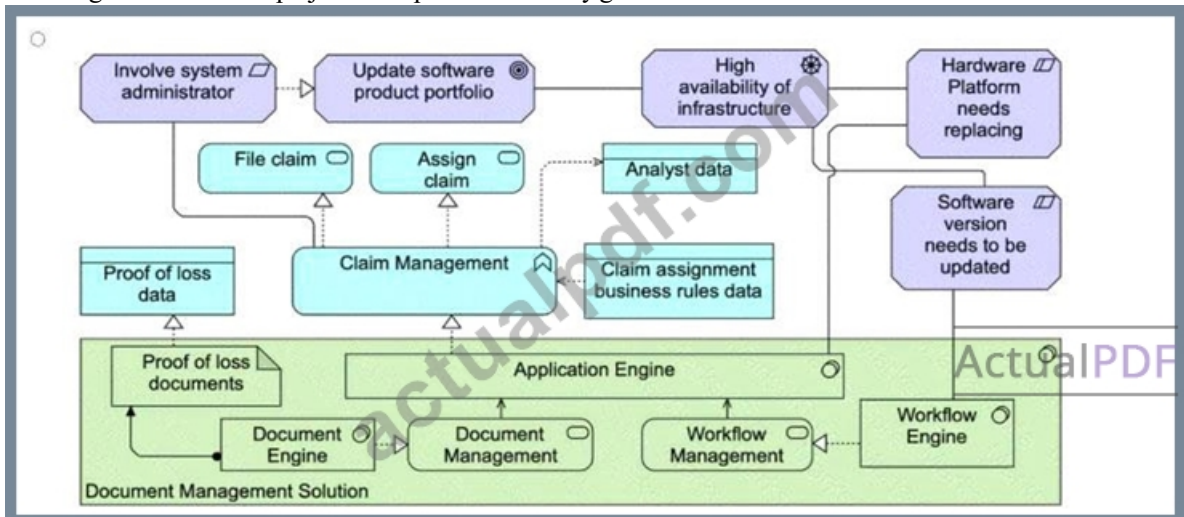 Involve system
administrator
Update software
product portfolio
High
availability of
infrastructure
Hardware
Platform
needs
replacing
File claim
Assign
claim
Analyst data
Software
version
needs to be
updated
Proof of loss
data
Claim Management
Claim assignment
business rules data
Proof of loss
documents
Application Engine
ActualPDF
Document
Engine
Document
Management
Workflow
Management
Workflow
Engine
Document Management Solution
actualpdf.com